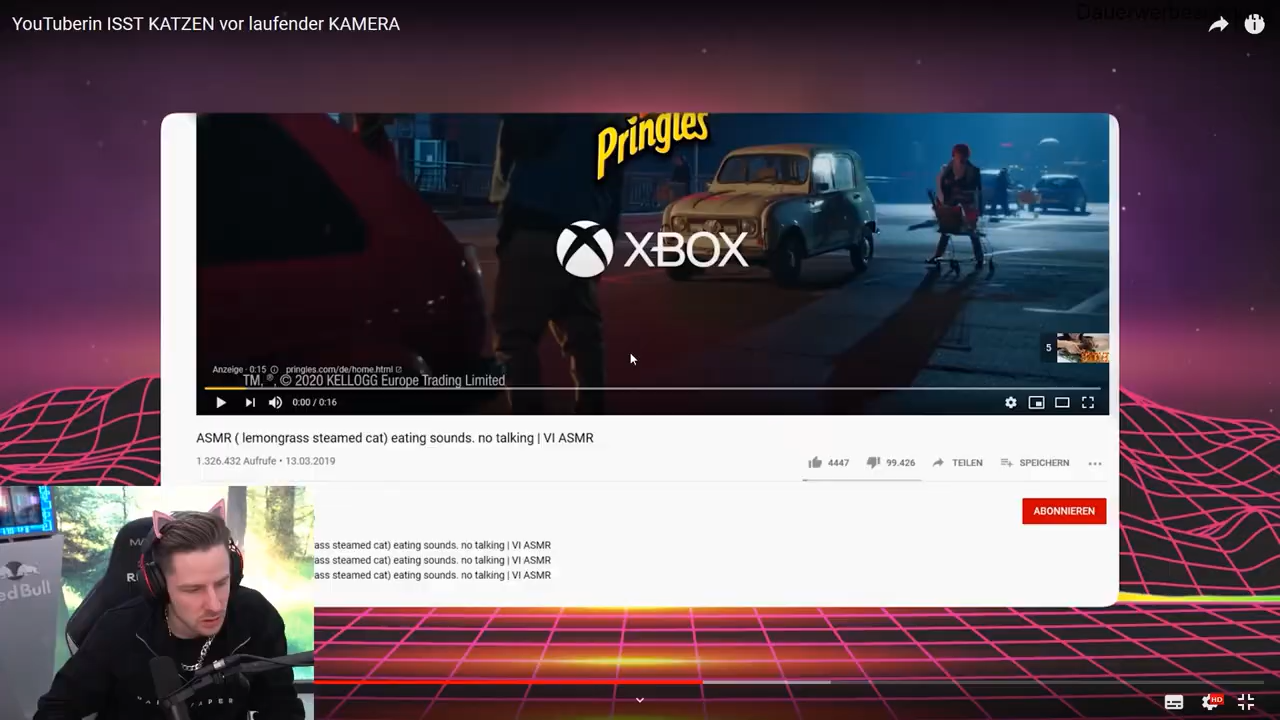 YouTuberin ISST KATZEN vor laufender KAMERA
Pringles
XBOX
5
Anzeige · 0:15 pringles.com/de/home.html
TM, ®, © 2020 KELLOGG Europe Trading Limited
0:00 / 0:16
ASMR ( lemongrass steamed cat) eating sounds. no talking | VI ASMR
1.326.432 Aufrufe • 13.03.2019
4447 99.426 TEILEN SPEICHERN
ABONNIEREN
ass steamed cat) eating sounds. no talking | VI ASMR
ass steamed cat) eating sounds. no talking | VI ASMR
ass steamed cat) eating sounds. no talking | VI ASMR
edBull
HD